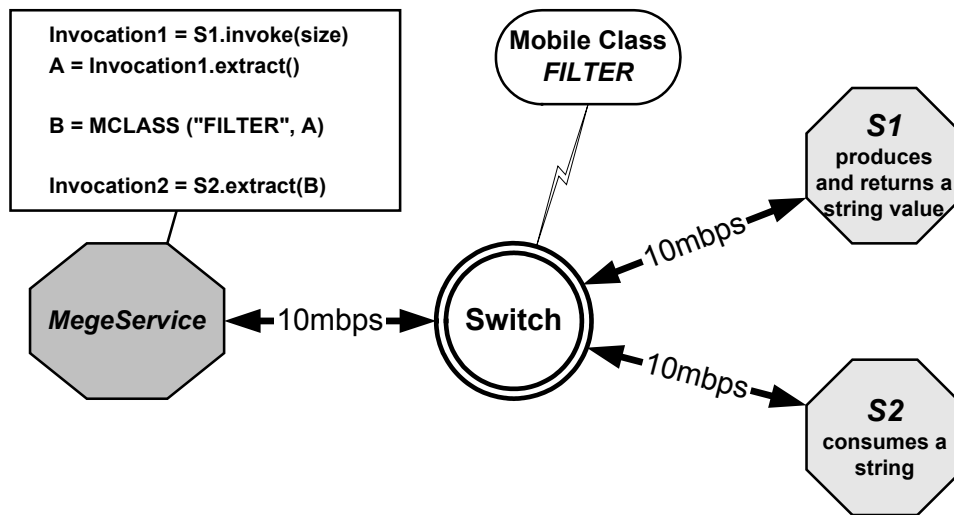 Invocation1 = S1.invoke(size)
A = Invocation1.extract()
B = MCLASS ("FILTER", A)
Invocation2 = S2.extract(B)
Mobile Class
FILTER
S1
produces
and returns a
string value
10mbps
MegeService
10mbps
Switch
10mbps
S2
consumes a
string